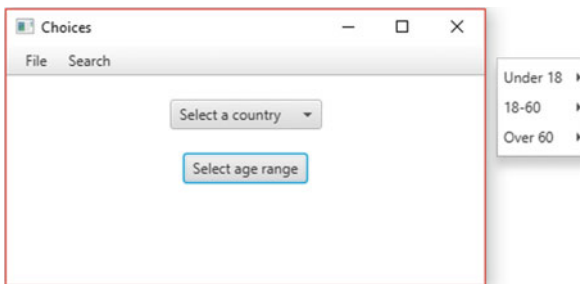 Choices
File Search
Select a country
Select age range
Under 18
18-60
Over 60